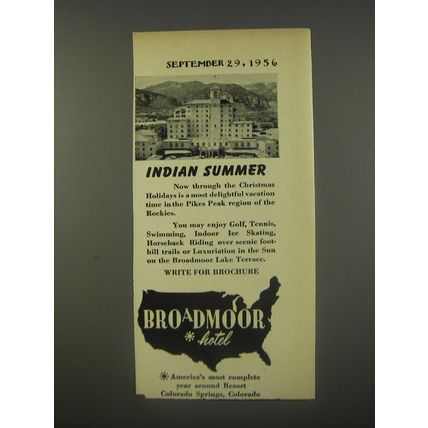 SEPTEMBER 29, 1956
INDIAN SUMMER
Now through the Christmas
Holidays is a most delightful vacation
time in the Pikes Peak region of the
Rockies.
You may enjoy Golf, Tennis,
Swimming, Indoor Ice Skating,
Horseback Riding over scenic foot-
hill trails or Luxuriation in the Sun
on the Broadmoor Lake Terrace.
WRITE FOR BROCHURE
BROADMOOR
* hotel
* America's most complete
year around Resort
Colorado Springs, Colorado